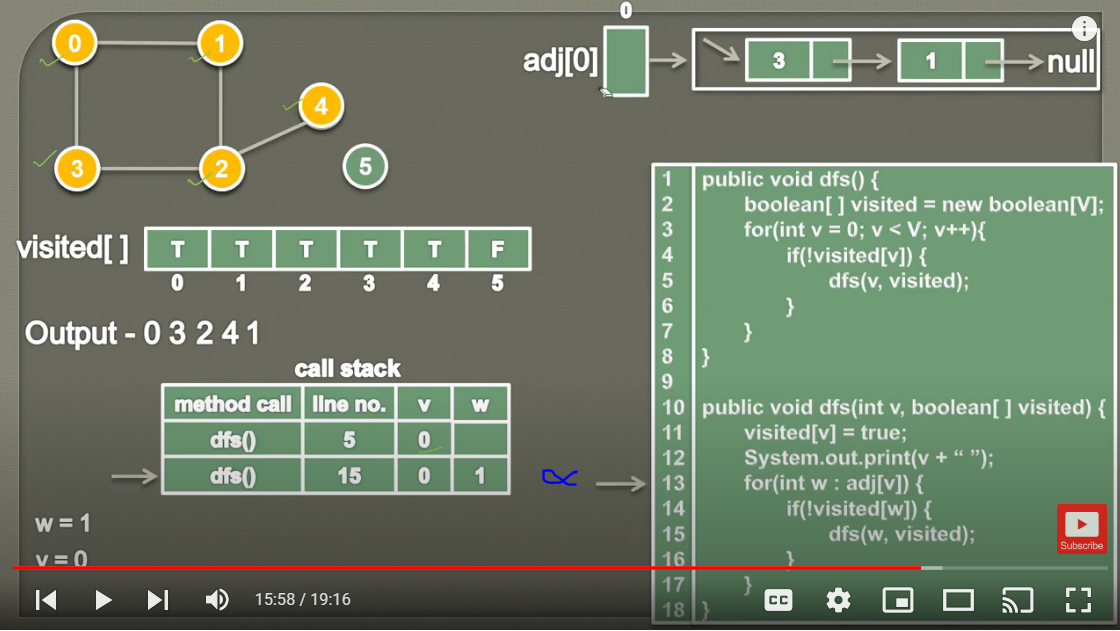 0
0 1
adj[0] 3 1 null
4
3 2 5
visited[ ] T T T T T F
0 1 2 3 4 5
Output - 0 3 2 4 1
call stack
method call line no. v w
dfs() 5 0
dfs() 15 0 1
w = 1
v = 0
1 public void dfs() {
2 boolean[ ] visited = new boolean[V];
3 for(int v = 0; v < V; v++){
4 if(!visited[v]) {
5 dfs(v, visited);
6 }
7 }
8 }
9
10 public void dfs(int v, boolean[ ] visited) {
11 visited[v] = true;
12 System.out.print(v + “ ”);
13 for(int w : adj[v]) {
14 if(!visited[w]) {
15 dfs(w, visited);
16 }
17 }
18 }
Subscribe
15:58 / 19:16
CC